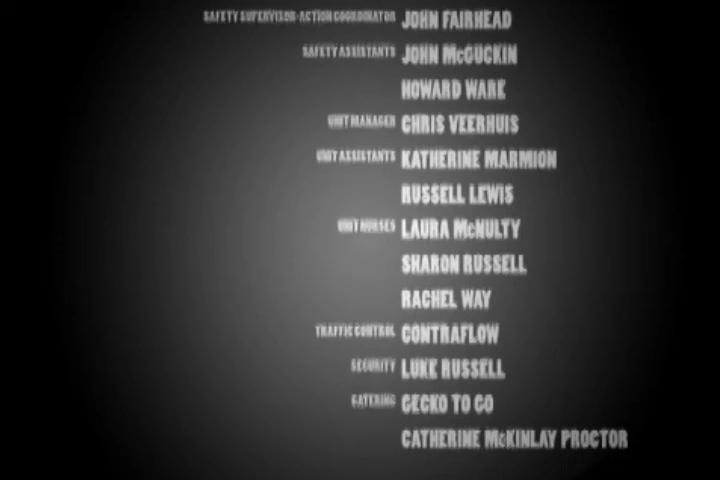 SAFETY SUPERVISOR-ACTION COORDINATOR JOHN FAIRHEAD
SAFETY ASSISTANTS JOHN McGUCKIN
HOWARD WARE
UNIT MANAGER CHRIS VEERHUIS
UNIT ASSISTANTS KATHERINE MARMION
RUSSELL LEWIS
UNIT NURSES LAURA McNULTY
SHARON RUSSELL
RACHEL WAY
TRAFFIC CONTROL CONTRAFLOW
SECURITY LUKE RUSSELL
CATERING GECKO TO GO
CATHERINE McKINLAY PROCTOR